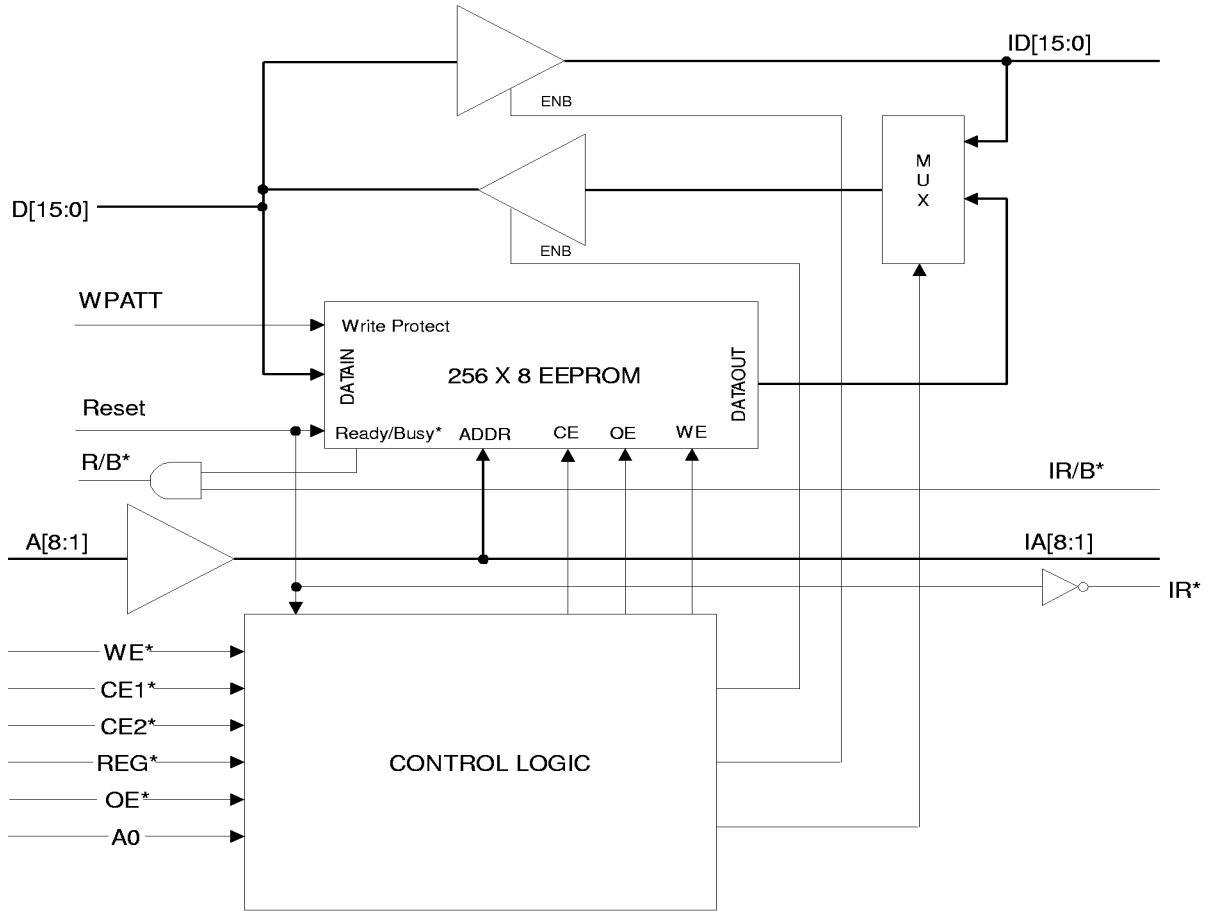 ID[15:0]
ENB
MUX
D[15:0]
ENB
WPATT
Write Protect
DATAIN
256 X 8 EEPROM
DATAOUT
Reset
Ready/Busy* ADDR CE OE WE
R/B*
IR/B*
A[8:1]
IA[8:1]
IR*
WE*
CE1*
CE2*
REG*
CONTROL LOGIC
OE*
A0